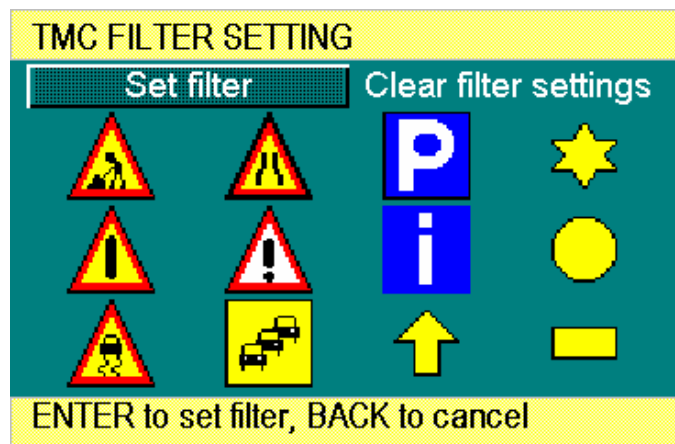 TMC FILTER SETTING
Set filter Clear filter settings
P
i
ENTER to set filter, BACK to cancel